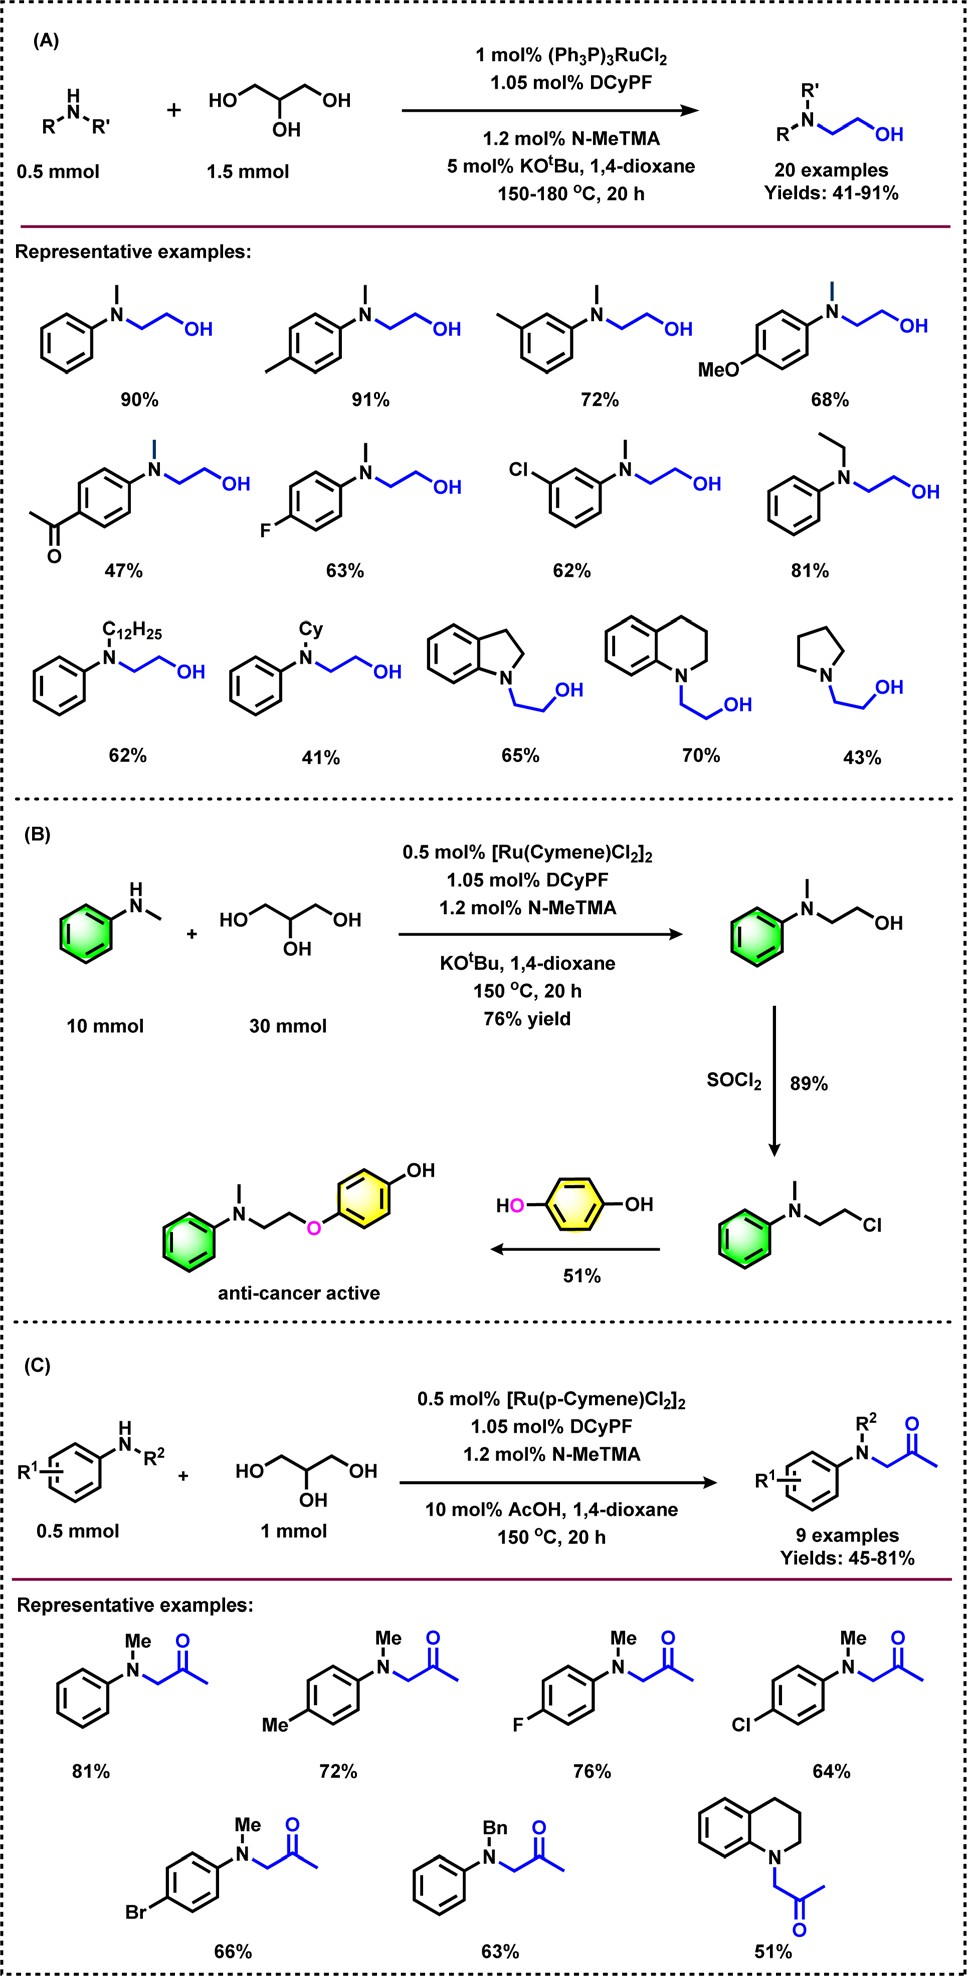 (A)
1 mol% (Ph3P)3RuCl2
1.05 mol% DCyPF
H
N
R
R'
+
HO
OH
OH
R'
N
R
OH
1.2 mol% N-MeTMA
5 mol% KOtBu, 1,4-dioxane
150-180 oC, 20 h
0.5 mmol
1.5 mmol
20 examples
Yields: 41-91%
Representative examples:
N
OH
N
OH
N
OH
N
OH
MeO
90%
91%
72%
68%
N
OH
O
N
OH
F
Cl
N
OH
N
OH
47%
63%
62%
81%
C12H25
N
OH
Cy
N
OH
N
OH
N
OH
N
OH
62%
41%
65%
70%
43%
(B)
0.5 mol% [Ru(Cymene)Cl2]2
1.05 mol% DCyPF
1.2 mol% N-MeTMA
H
N
+
HO
OH
OH
N
OH
KOtBu, 1,4-dioxane
150 oC, 20 h
76% yield
10 mmol
30 mmol
SOCl2
89%
N
O
OH
HO
OH
N
Cl
51%
anti-cancer active
(C)
0.5 mol% [Ru(p-Cymene)Cl2]2
1.05 mol% DCyPF
1.2 mol% N-MeTMA
H
N
R1
R2
+
HO
OH
OH
R2
N
O
R1
10 mol% AcOH, 1,4-dioxane
150 oC, 20 h
0.5 mmol
1 mmol
9 examples
Yields: 45-81%
Representative examples:
Me
N
O
Me
N
O
Me
Me
N
O
F
Me
N
O
Cl
81%
72%
76%
64%
Me
N
O
Br
Bn
N
O
N
O
66%
63%
51%